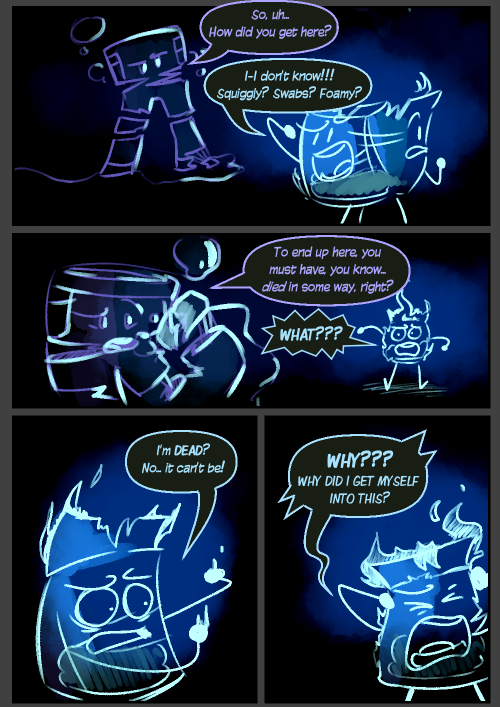 So, uh...
How did you get here?
I-I don't know!!!
Squiggly? Swabs? Foamy?
To end up here, you
must have, you know...
died in some way, right?
WHAT???
I'm DEAD?
No... it can't be!
WHY???
WHY DID I GET MYSELF
INTO THIS?